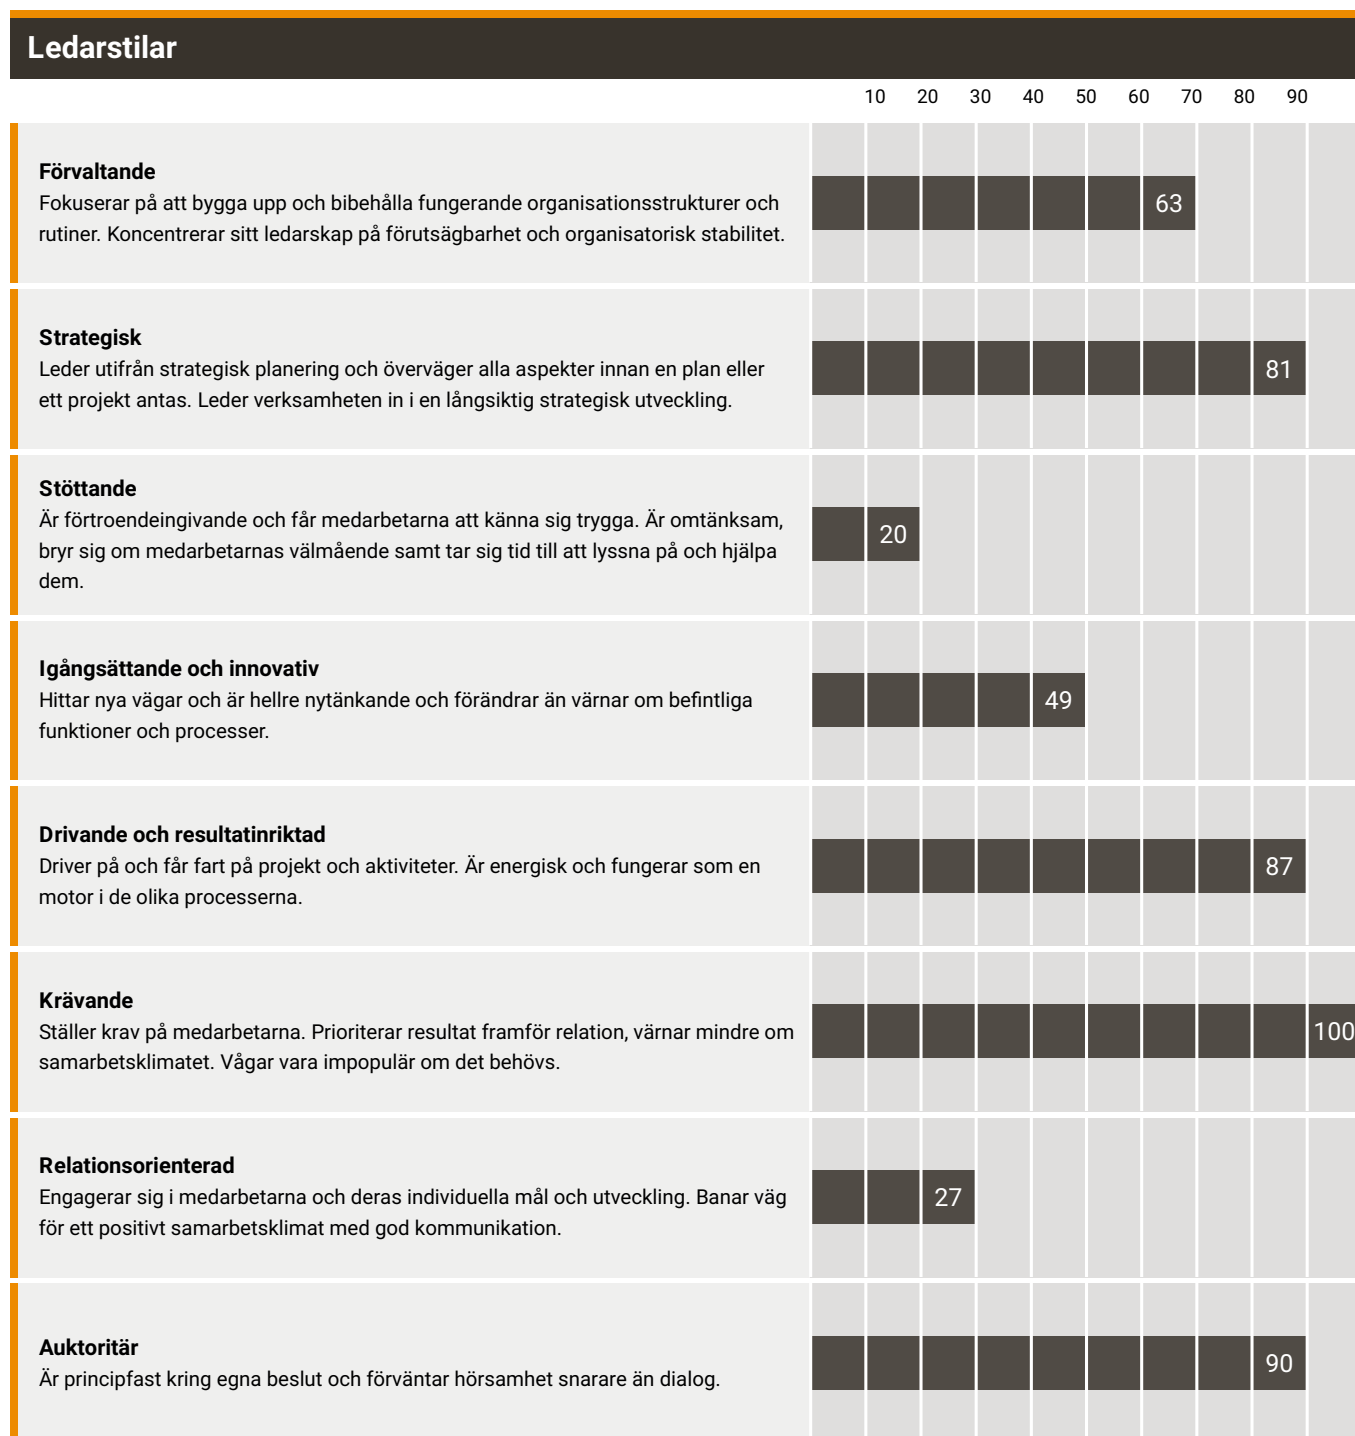 Ledarstilar
10 20 30 40 50 60 70 80 90
Förvaltande
Fokuserar på att bygga upp och bibehålla fungerande organisationsstrukturer och
rutiner. Koncentrerar sitt ledarskap på förutsägbarhet och organisatorisk stabilitet.
63
Strategisk
Leder utifrån strategisk planering och överväger alla aspekter innan en plan eller
ett projekt antas. Leder verksamheten in i en långsiktig strategisk utveckling.
81
Stöttande
Är förtroendeingivande och får medarbetarna att känna sig trygga. Är omtänksam,
bryr sig om medarbetarnas välmående samt tar sig tid till att lyssna på och hjälpa
dem.
20
Igångsättande och innovativ
Hittar nya vägar och är hellre nytänkande och förändrar än värnar om befintliga
funktioner och processer.
49
Drivande och resultatinriktad
Driver på och får fart på projekt och aktiviteter. Är energisk och fungerar som en
motor i de olika processerna.
87
Krävande
Ställer krav på medarbetarna. Prioriterar resultat framför relation, värnar mindre om
samarbetsklimatet. Vågar vara impopulär om det behövs.
100
Relationsorienterad
Engagerar sig i medarbetarna och deras individuella mål och utveckling. Banar väg
för ett positivt samarbetsklimat med god kommunikation.
27
Auktoritär
Är principfast kring egna beslut och förväntar hörsamhet snarare än dialog.
90